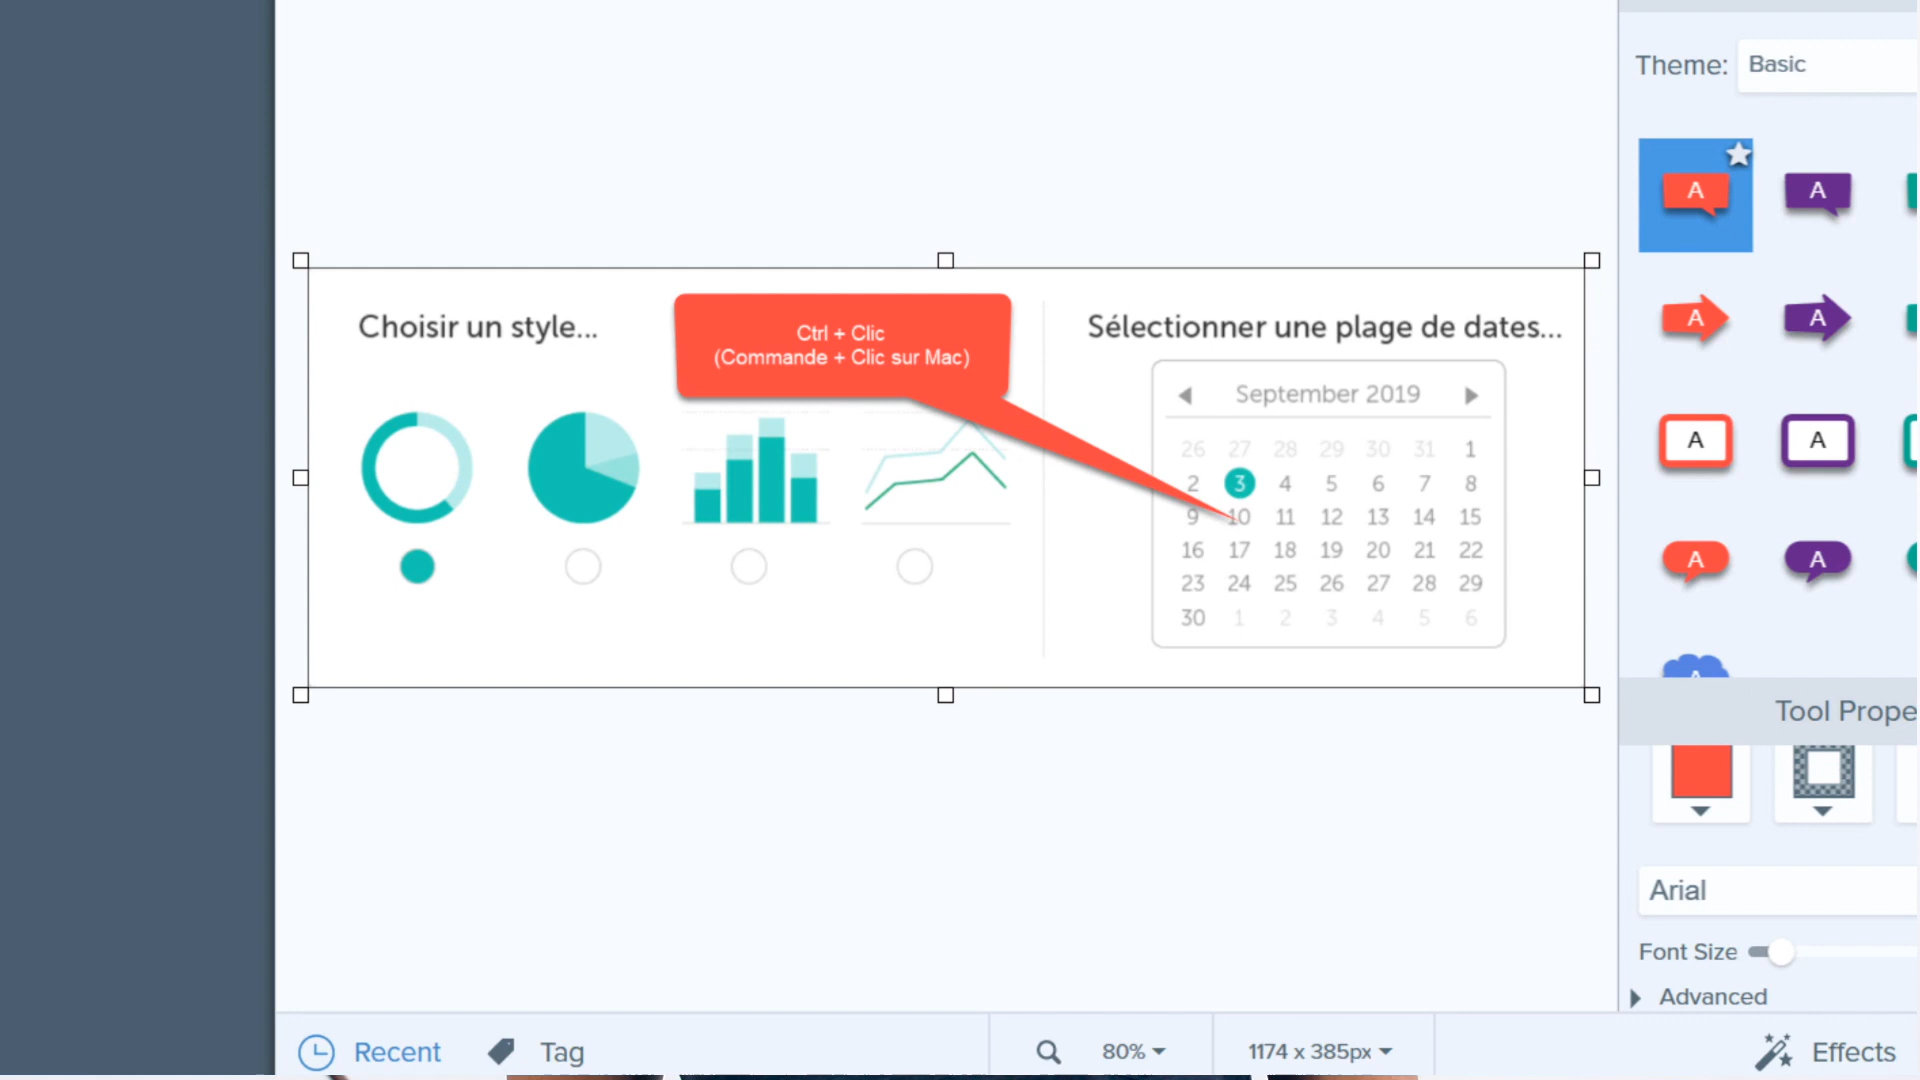 Theme: Basic
A A
A A
A A
A A
A
Choisir un style...
Ctrl + Clic
(Commande + Clic sur Mac)
Sélectionner une plage de dates...
September 2019
26 27 28 29 30 31 1
2 3 4 5 6 7 8
9 10 11 12 13 14 15
16 17 18 19 20 21 22
23 24 25 26 27 28 29
30 1 2 3 4 5 6
Tool Prope
Arial
Font Size
Advanced
Recent Tag 80% 1174 x 385px Effects